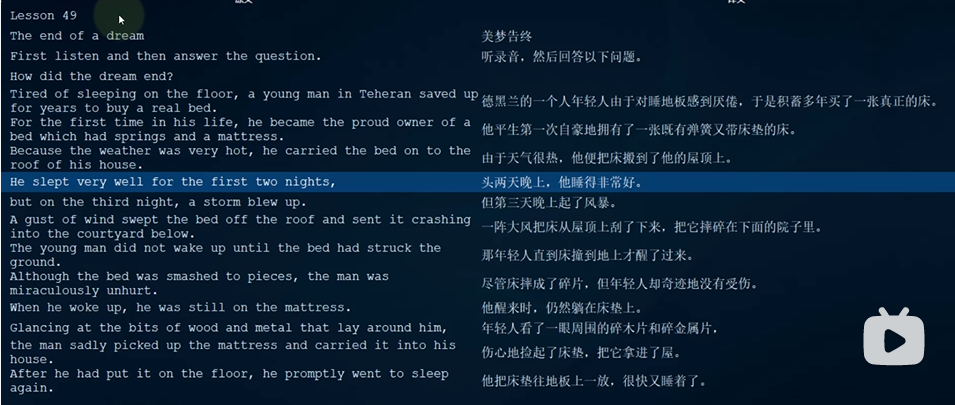 Lesson 49
The end of a dream
美梦告终
First listen and then answer the question.
听录音，然后回答以下问题。
How did the dream end?
Tired of sleeping on the floor, a young man in Teheran saved up
for years to buy a real bed.
德黑兰的一个人年轻人由于对睡地板感到厌倦，于是积蓄多年买了一张真正的床。
For the first time in his life, he became the proud owner of a
bed which had springs and a mattress.
他平生第一次自豪地拥有了一张既有弹簧又带床垫的床。
Because the weather was very hot, he carried the bed on to the
roof of his house.
由于天气很热，他便把床搬到了他的屋顶上。
He slept very well for the first two nights,
头两天晚上，他睡得非常好。
but on the third night, a storm blew up.
但第三天晚上起了风暴。
A gust of wind swept the bed off the roof and sent it crashing
into the courtyard below.
一阵大风把床从屋顶上刮了下来，把它摔碎在下面的院子里。
The young man did not wake up until the bed had struck the
ground.
那年轻人直到床撞到地上才醒了过来。
Although the bed was smashed to pieces, the man was
miraculously unhurt.
尽管床摔成了碎片，但年轻人却奇迹地没有受伤。
When he woke up, he was still on the mattress.
他醒来时，仍然躺在床垫上。
Glancing at the bits of wood and metal that lay around him,
年轻人看了一眼周围的碎木片和碎金属片，
the man sadly picked up the mattress and carried it into his
house.
伤心地捡起了床垫，把它拿进了屋。
After he had put it on the floor, he promptly went to sleep
again.
他把床垫往地板上一放，很快又睡着了。